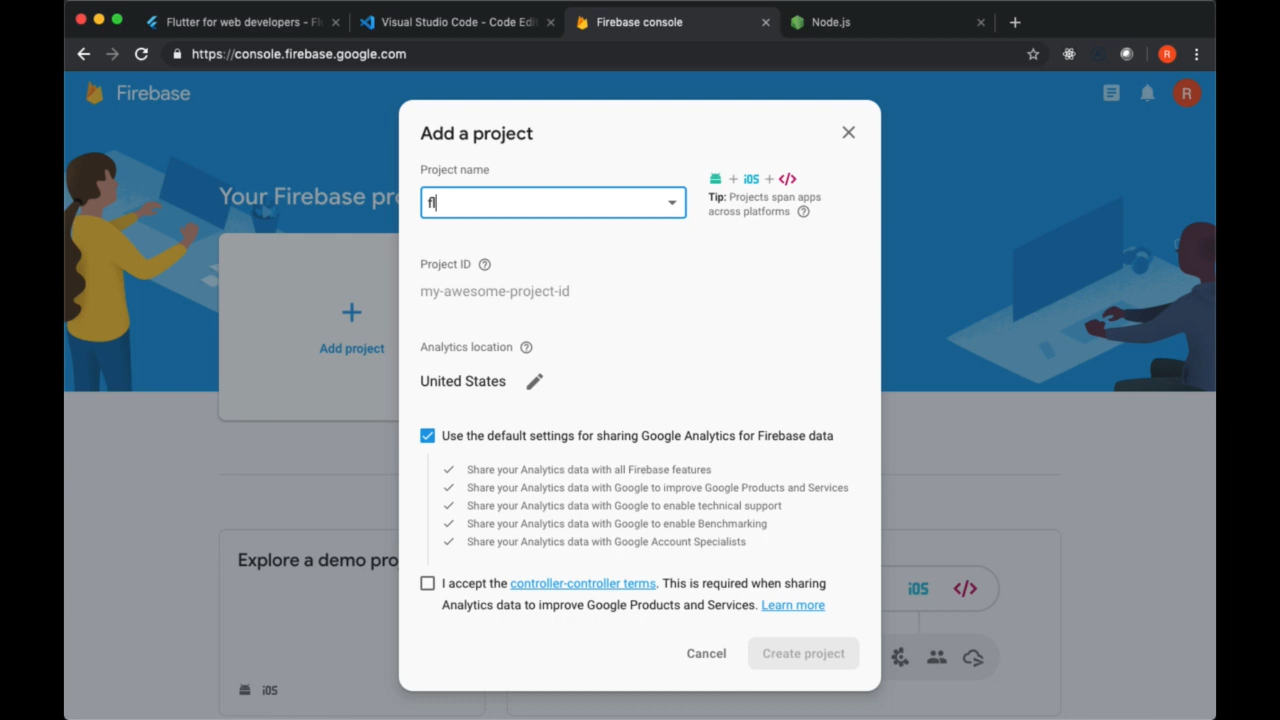 Flutter for web developers - Fl
Visual Studio Code - Code Edit
Firebase console
Node.js
https://console.firebase.google.com
R
Firebase
R
Add a project
Project name
+ iOS + </>
Your Firebase pro
fl
Tip: Projects span apps
across platforms
Project ID
my-awesome-project-id
Add project
Analytics location
United States
Use the default settings for sharing Google Analytics for Firebase data
Share your Analytics data with all Firebase features
Share your Analytics data with Google to improve Google Products and Services
Share your Analytics data with Google to enable technical support
Share your Analytics data with Google to enable Benchmarking
Share your Analytics data with Google Account Specialists
Explore a demo pro
I accept the controller-controller terms. This is required when sharing
Analytics data to improve Google Products and Services. Learn more
iOS </>
Cancel
Create project
iOS